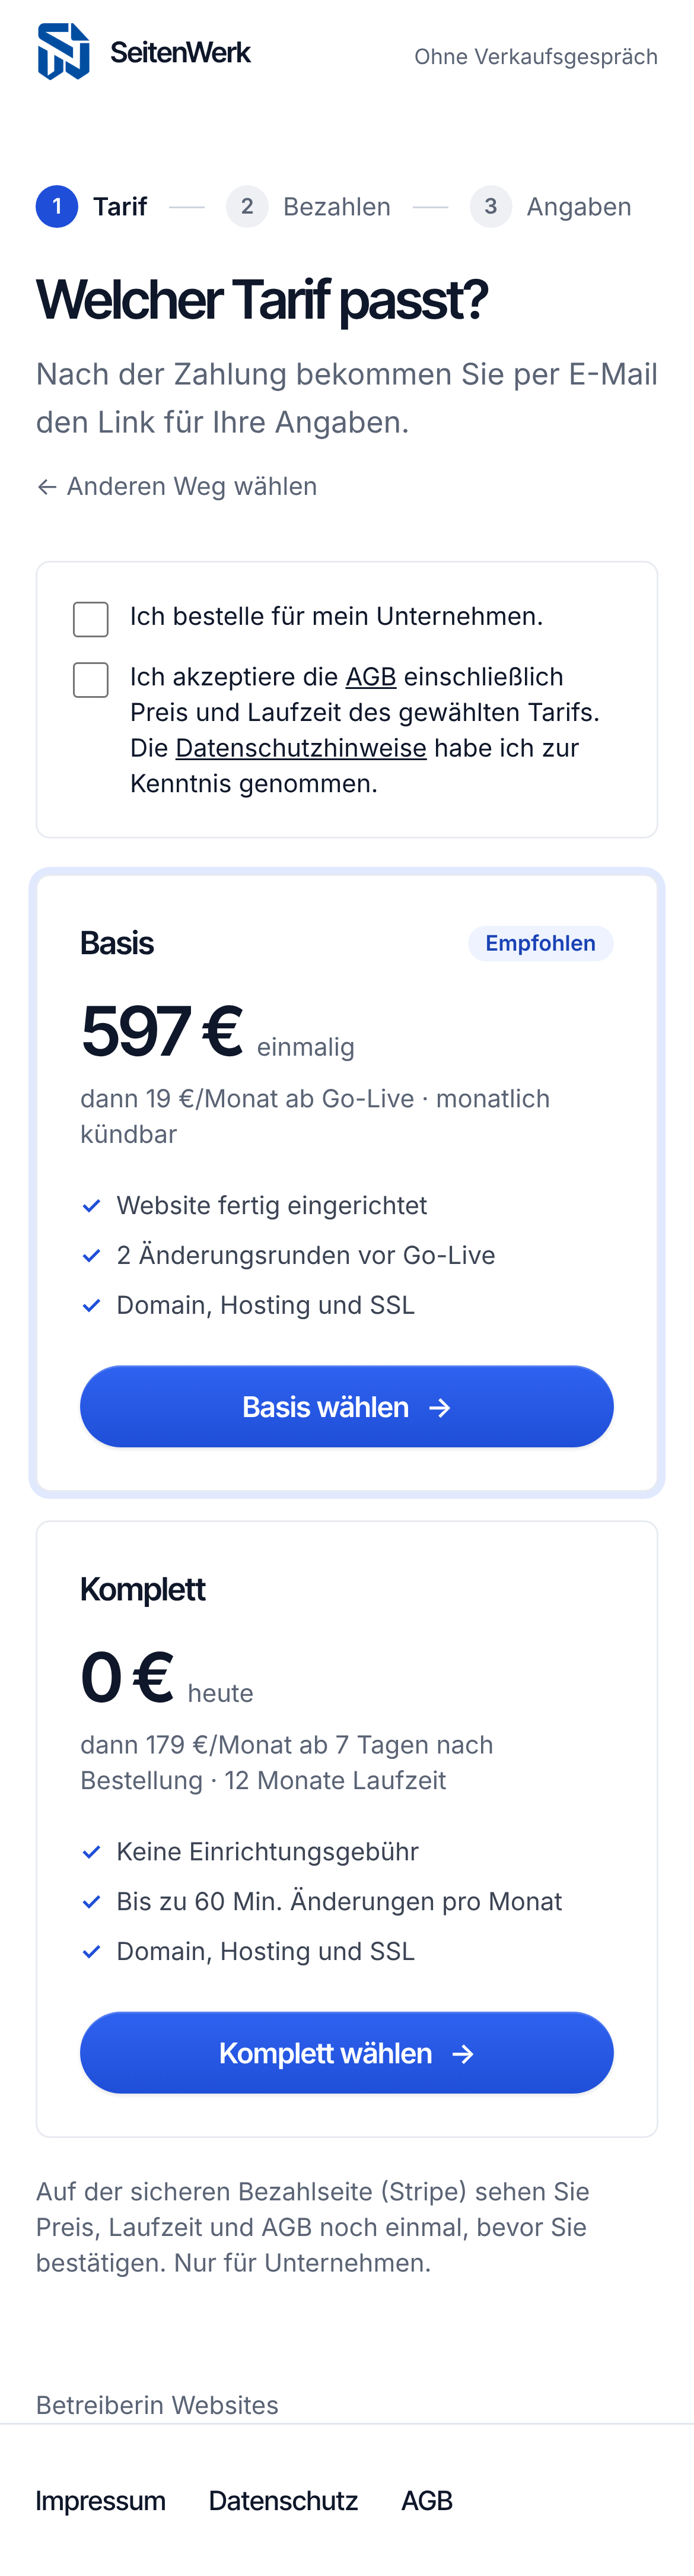 SeitenWerk
Ohne Verkaufsgespräch
1 Tarif — 2 Bezahlen — 3 Angaben
Welcher Tarif passt?
Nach der Zahlung bekommen Sie per E-Mail
den Link für Ihre Angaben.
← Anderen Weg wählen
Ich bestelle für mein Unternehmen.
Ich akzeptiere die AGB einschließlich
Preis und Laufzeit des gewählten Tarifs.
Die Datenschutzhinweise habe ich zur
Kenntnis genommen.
Basis
Empfohlen
597 € einmalig
dann 19 €/Monat ab Go-Live · monatlich
kündbar
✓ Website fertig eingerichtet
✓ 2 Änderungsrunden vor Go-Live
✓ Domain, Hosting und SSL
Basis wählen →
Komplett
0 € heute
dann 179 €/Monat ab 7 Tagen nach
Bestellung · 12 Monate Laufzeit
✓ Keine Einrichtungsgebühr
✓ Bis zu 60 Min. Änderungen pro Monat
✓ Domain, Hosting und SSL
Komplett wählen →
Auf der sicheren Bezahlseite (Stripe) sehen Sie
Preis, Laufzeit und AGB noch einmal, bevor Sie
bestätigen. Nur für Unternehmen.
Betreiberin Websites
Impressum Datenschutz AGB